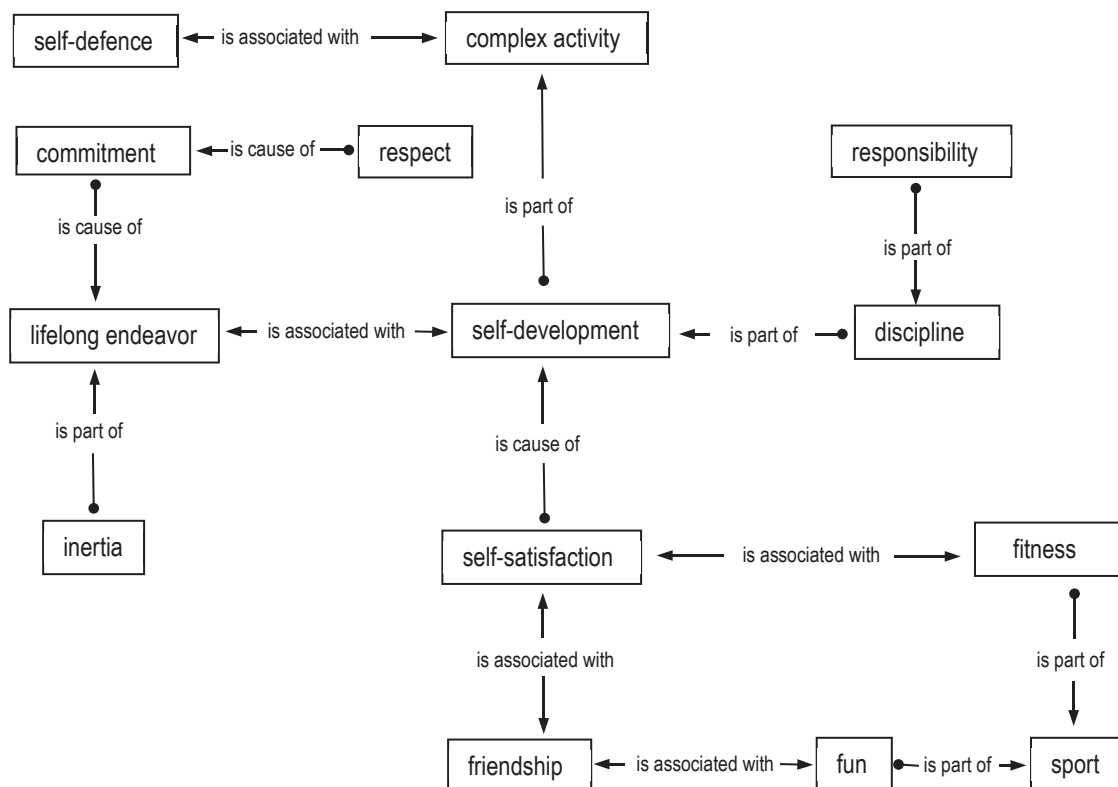 self-defence
is associated with
complex activity
commitment
is cause of
respect
responsibility
is cause of
is part of
is part of
lifelong endeavor
is associated with
self-development
is part of
discipline
is part of
is cause of
inertia
self-satisfaction
is associated with
fitness
is associated with
is part of
friendship
is associated with
fun
is part of
sport